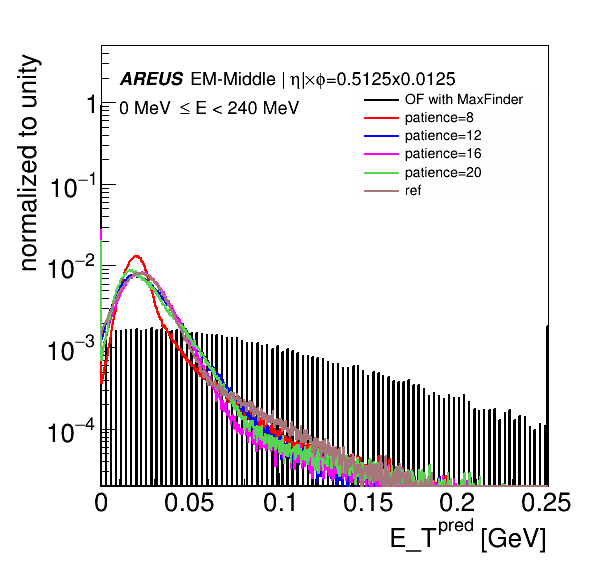 AREUS EM-Middle | η|×ϕ=0.5125x0.0125
0 MeV ≤ E < 240 MeV
OF with MaxFinder
patience=8
patience=12
patience=16
patience=20
ref
normalized to unity
1
10⁻¹
10⁻²
10⁻³
10⁻⁴
0 0.05 0.1 0.15 0.2 0.25
E_T^pred [GeV]